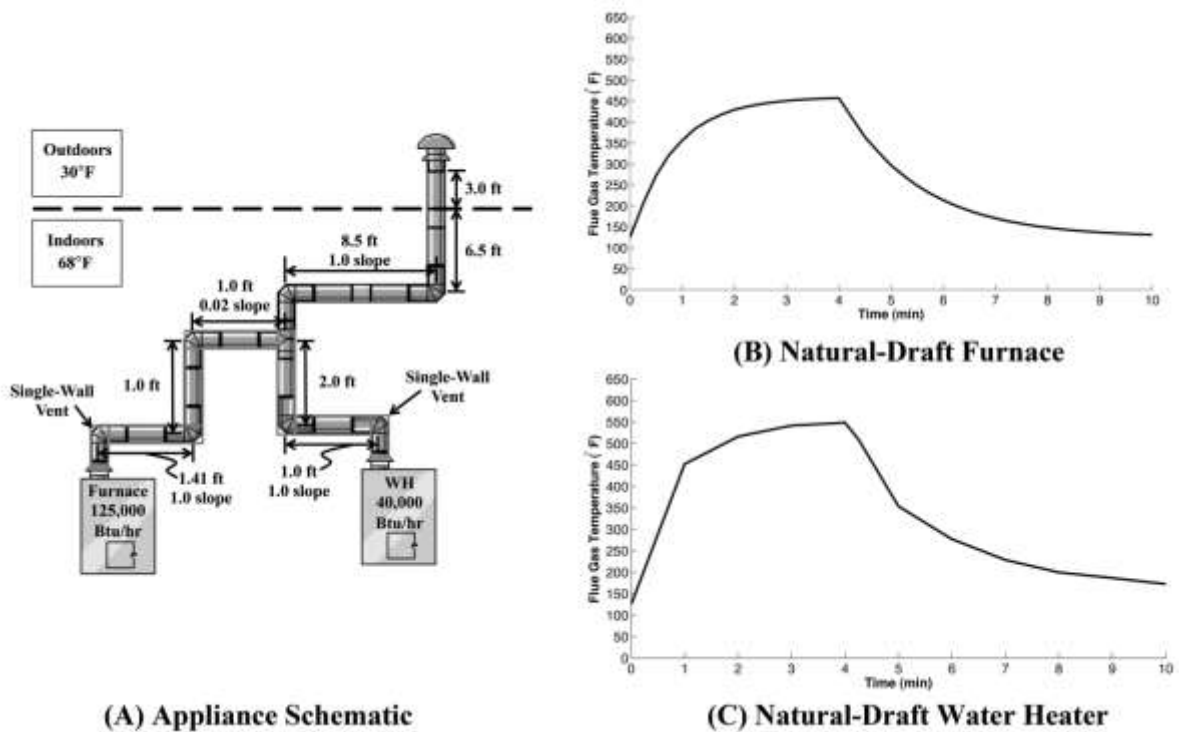 Outdoors
30°F
Indoors
68°F
3.0 ft
6.5 ft
8.5 ft
1.0 slope
1.0 ft
0.02 slope
1.0 ft
2.0 ft
Single-Wall
Vent
Single-Wall
Vent
1.41 ft
1.0 slope
1.0 ft
1.0 slope
Furnace
125,000
Btu/hr
WH
40,000
Btu/hr
(A) Appliance Schematic
Flue Gas Temperature (°F)
650
600
550
500
450
400
350
300
250
200
150
100
50
0
0 1 2 3 4 5 6 7 8 9 10
Time (min)
(B) Natural-Draft Furnace
Flue Gas Temperature (°F)
650
600
550
500
450
400
350
300
250
200
150
100
50
0
0 1 2 3 4 5 6 7 8 9 10
Time (min)
(C) Natural-Draft Water Heater